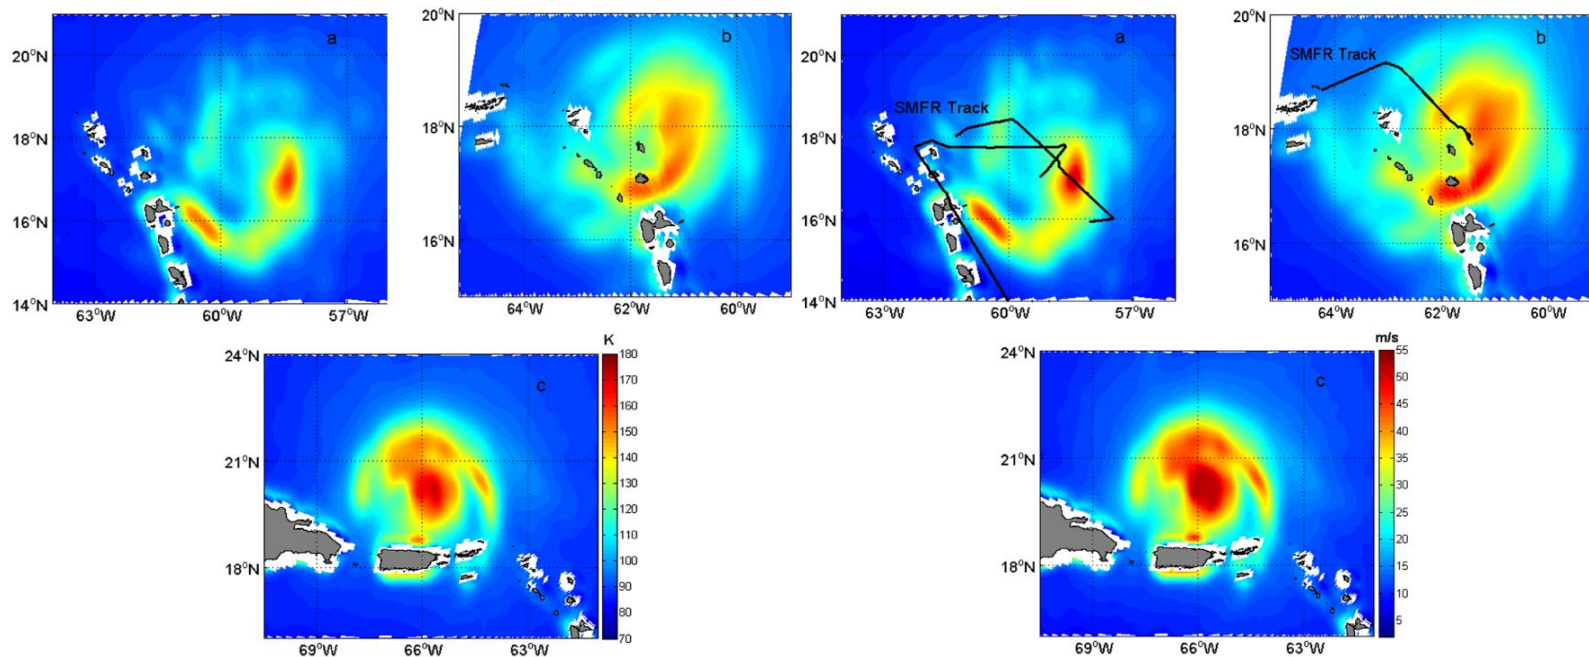 20°N
18°N
16°N
14°N
63°W
60°W
57°W
a
20°N
18°N
16°N
64°W
62°W
60°W
b
20°N
18°N
16°N
14°N
63°W
60°W
57°W
a
SMFR Track
20°N
18°N
16°N
64°W
62°W
60°W
b
SMFR Track
24°N
21°N
18°N
69°W
66°W
63°W
c
K
180
170
160
150
140
130
120
110
100
90
80
70
24°N
21°N
18°N
69°W
66°W
63°W
c
m/s
55
50
45
40
35
30
25
20
15
10
5